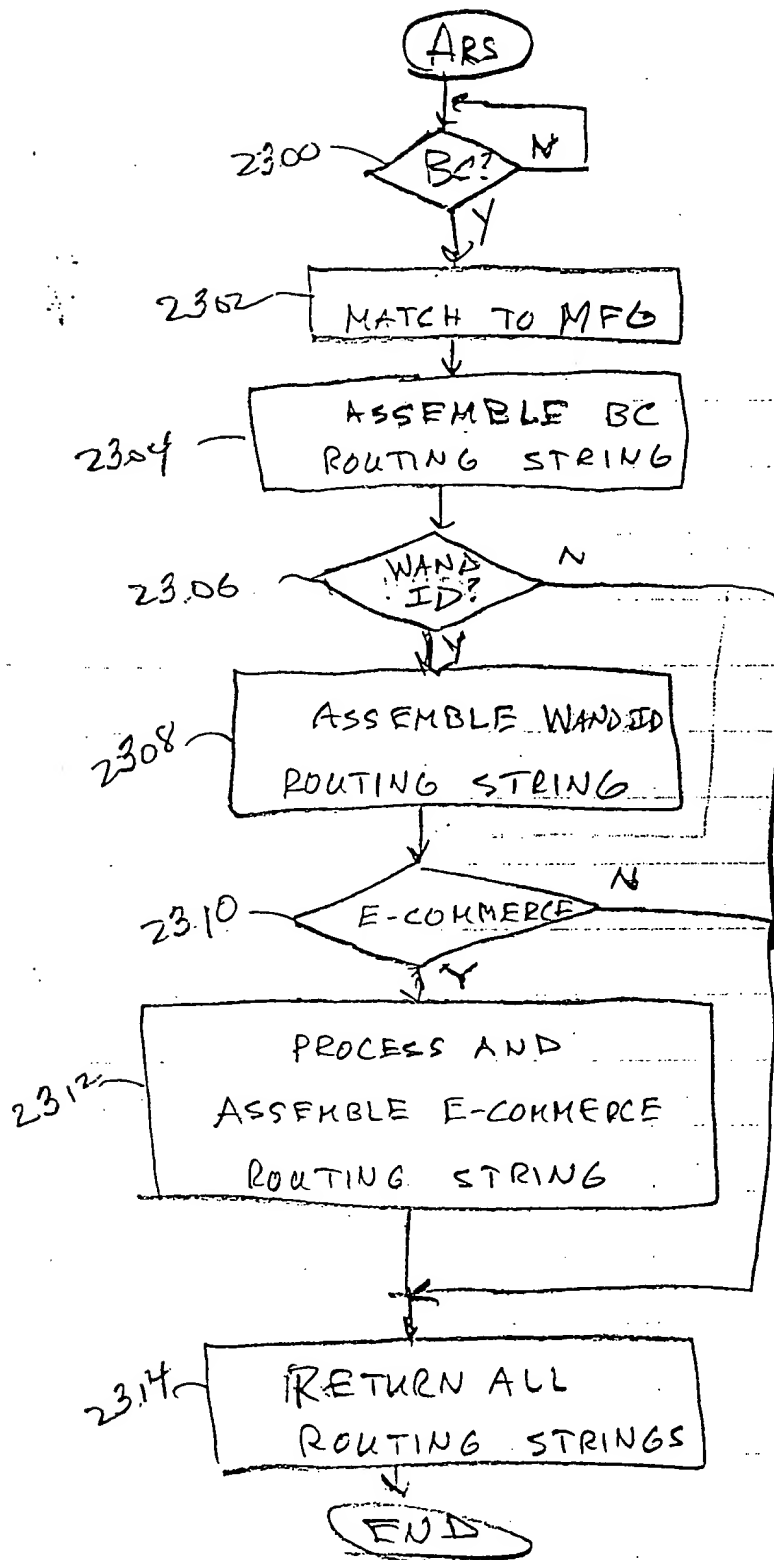 ARS
2300
BC?
N
Y
2302
MATCH TO MFG
2304
ASSEMBLE BC
ROUTING STRING
2306
WAND
ID?
N
Y
2308
ASSEMBLE WAND ID
ROUTING STRING
2310
E-COMMERCE
N
Y
2312
PROCESS AND
ASSEMBLE E-COMMERCE
ROUTING STRING
2314
RETURN ALL
ROUTING STRINGS
END